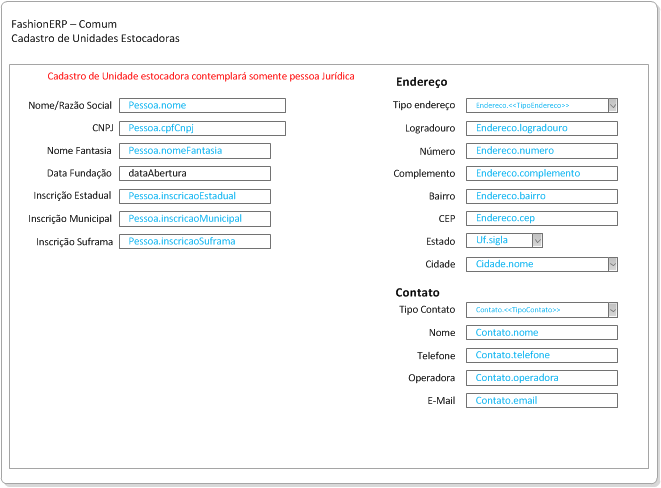 FashionERP – Comum
Cadastro de Unidades Estocadoras
Cadastro de Unidade estocadora contemplará somente pessoa Jurídica
Nome/Razão Social Pessoa.nome
CNPJ Pessoa.cpfCnpj
Nome Fantasia Pessoa.nomeFantasia
Data Fundação dataAbertura
Inscrição Estadual Pessoa.inscricaoEstadual
Inscrição Municipal Pessoa.inscricaoMunicipal
Inscrição Suframa Pessoa.inscricaoSuframa
Endereço
Tipo endereço Endereco.<<TipoEndereco>>
Logradouro Endereco.logradouro
Número Endereco.numero
Complemento Endereco.complemento
Bairro Endereco.bairro
CEP Endereco.cep
Estado Uf.sigla
Cidade Cidade.nome
Contato
Tipo Contato Contato.<<TipoContato>>
Nome Contato.nome
Telefone Contato.telefone
Operadora Contato.operadora
E-Mail Contato.email